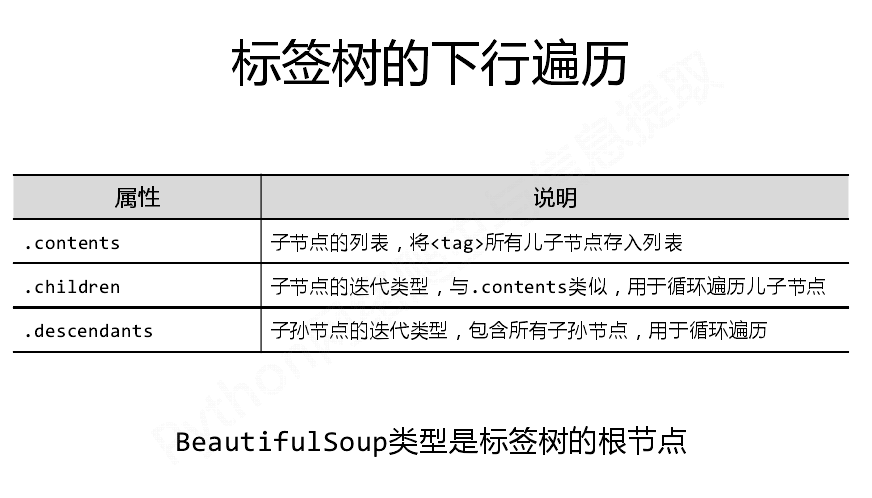 标签树的下行遍历
属性 说明
.contents 子节点的列表，将<tag>所有儿子节点存入列表
.children 子节点的迭代类型，与.contents类似，用于循环遍历儿子节点
.descendants 子孙节点的迭代类型，包含所有子孙节点，用于循环遍历
BeautifulSoup类型是标签树的根节点